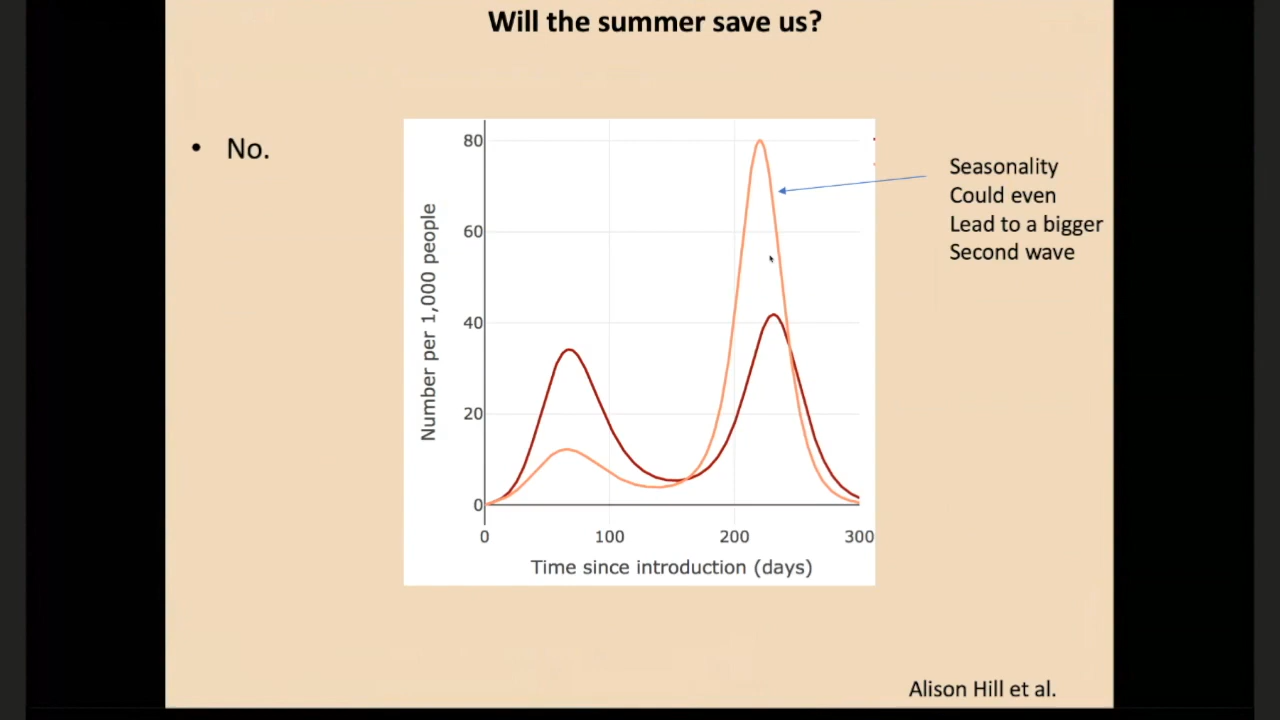 Will the summer save us?
• No.
Seasonality
Could even
Lead to a bigger
Second wave
80
60
40
20
0
Number per 1,000 people
0 100 200 300
Time since introduction (days)
Alison Hill et al.